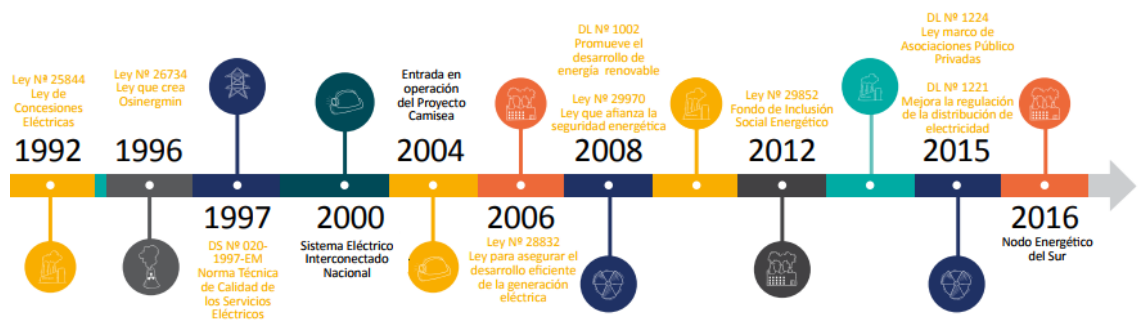 Ley Nº 25844
Ley de
Concesiones
Eléctricas
1992
Ley Nº 26734
Ley que crea
Osinergmin
1996
1997
DS Nº 020-
1997-EM
Norma Técnica
de Calidad de
los Servicios
Eléctricos
2000
Sistema Eléctrico
Interconectado
Nacional
Entrada en
operación
del Proyecto
Camisea
2004
2006
Ley Nº 28832
Ley para asegurar el
desarrollo eficiente
de la generación
eléctrica
DL Nº 1002
Promueve el
desarrollo de
energía renovable
Ley Nº 29970
Ley que afianza la
seguridad energética
2008
Ley Nº 29852
Fondo de Inclusión
Social Energético
2012
DL Nº 1224
Ley marco de
Asociaciones Público
Privadas
DL Nº 1221
Mejora la regulación
de la distribución de
electricidad
2015
2016
Nodo Energético
del Sur